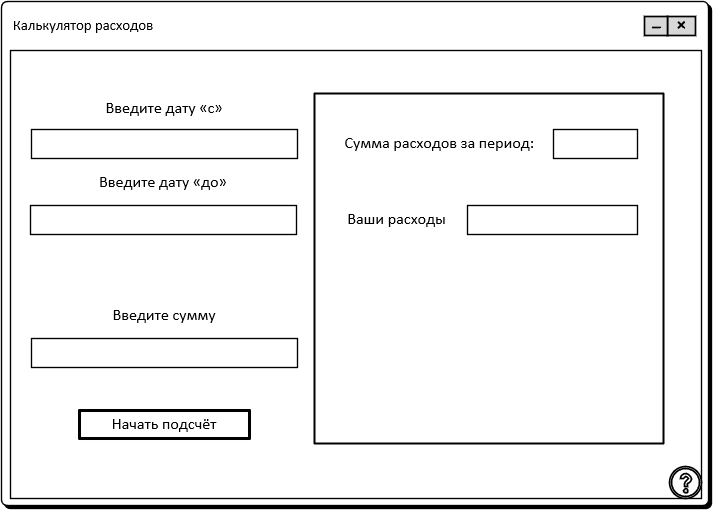 Калькулятор расходов
Введите дату «с»
Введите дату «до»
Введите сумму
Начать подсчёт
Сумма расходов за период:
Ваши расходы
?